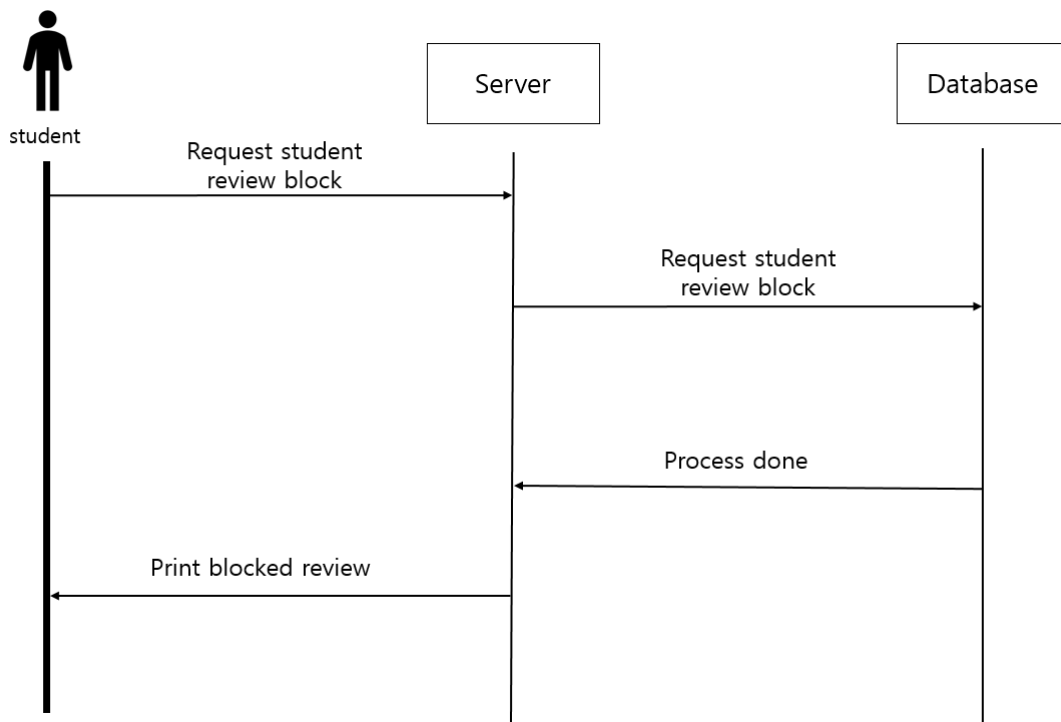 Server
Database
student
Request student
review block
Request student
review block
Process done
Print blocked review